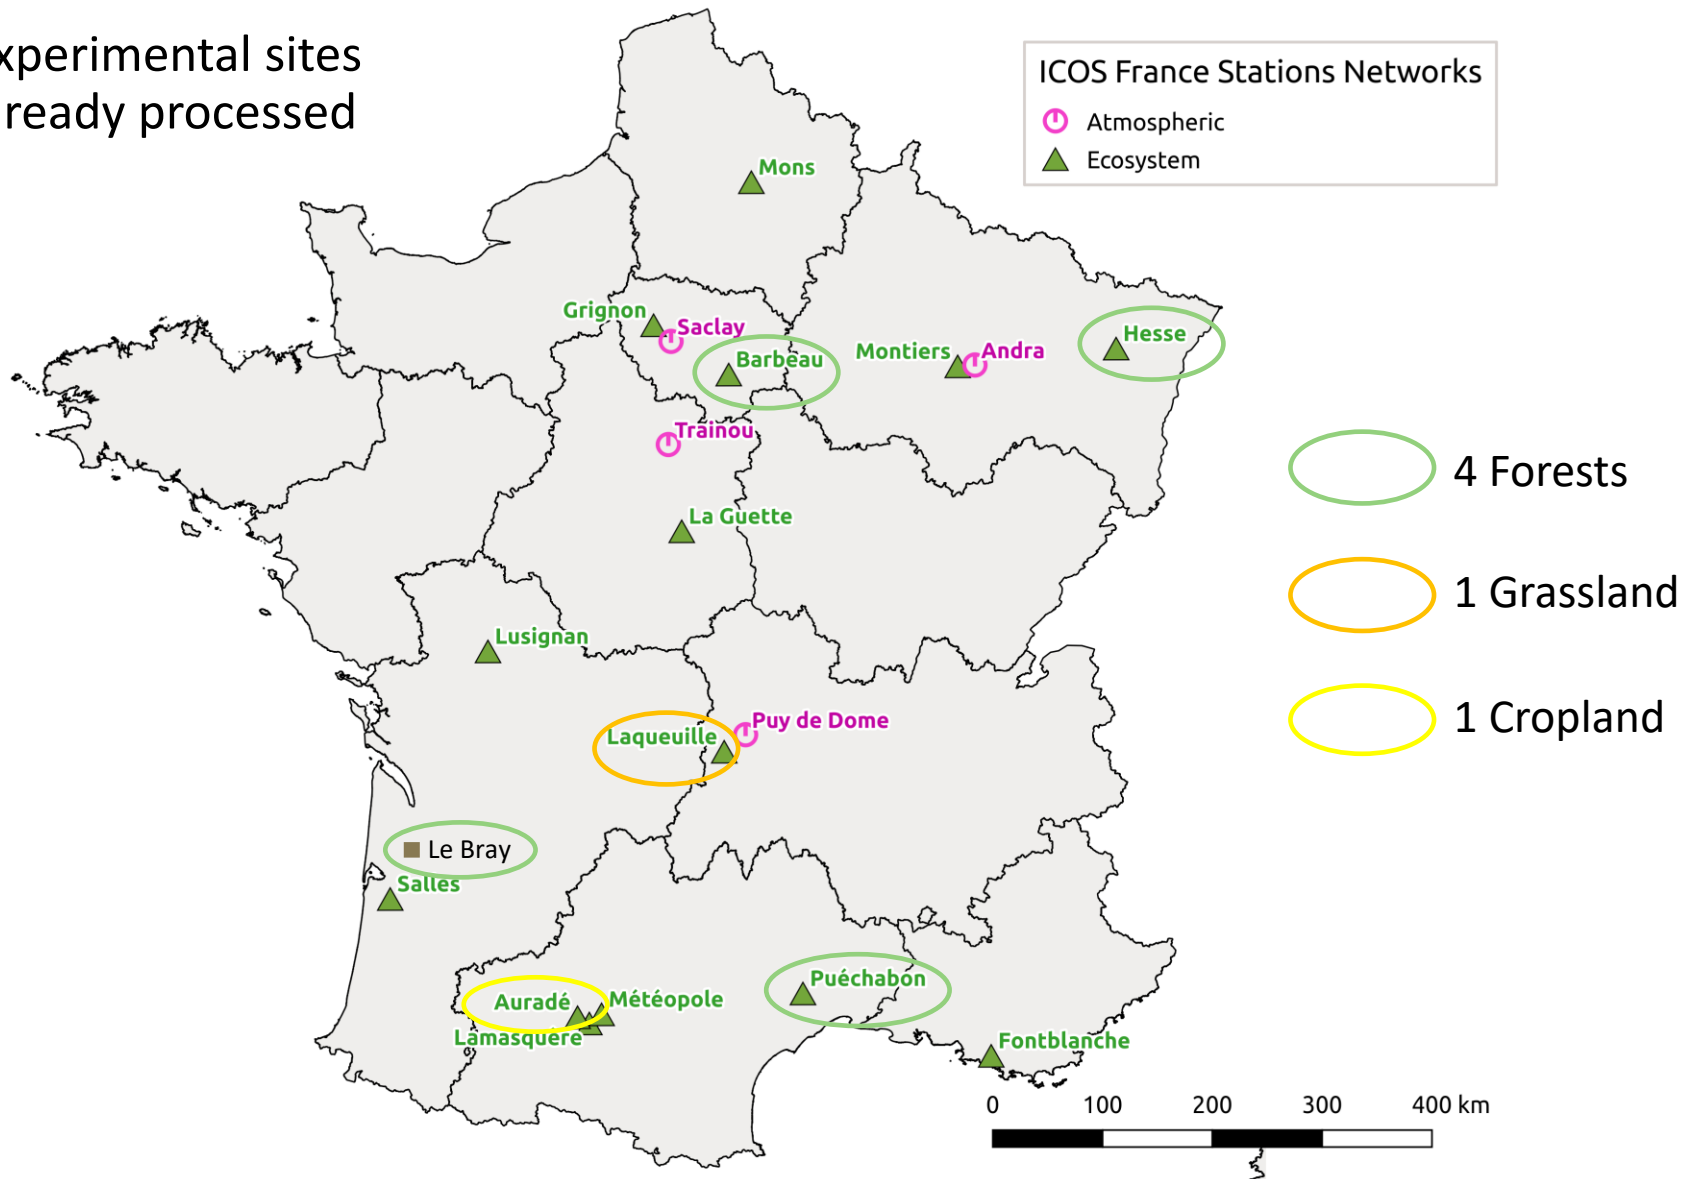 xperimental sites
ready processed
ICOS France Stations Networks
Atmospheric
Ecosystem
Mons
Grignon
Saclay
Barbeau
Montiers
Andra
Hesse
Trainou
La Guette
Lusignan
Laqueuille
Puy de Dome
Le Bray
Salles
Auradé
Météopole
Lamasquère
Puéchabon
Fontblanche
4 Forests
1 Grassland
1 Cropland
0 100 200 300 400 km